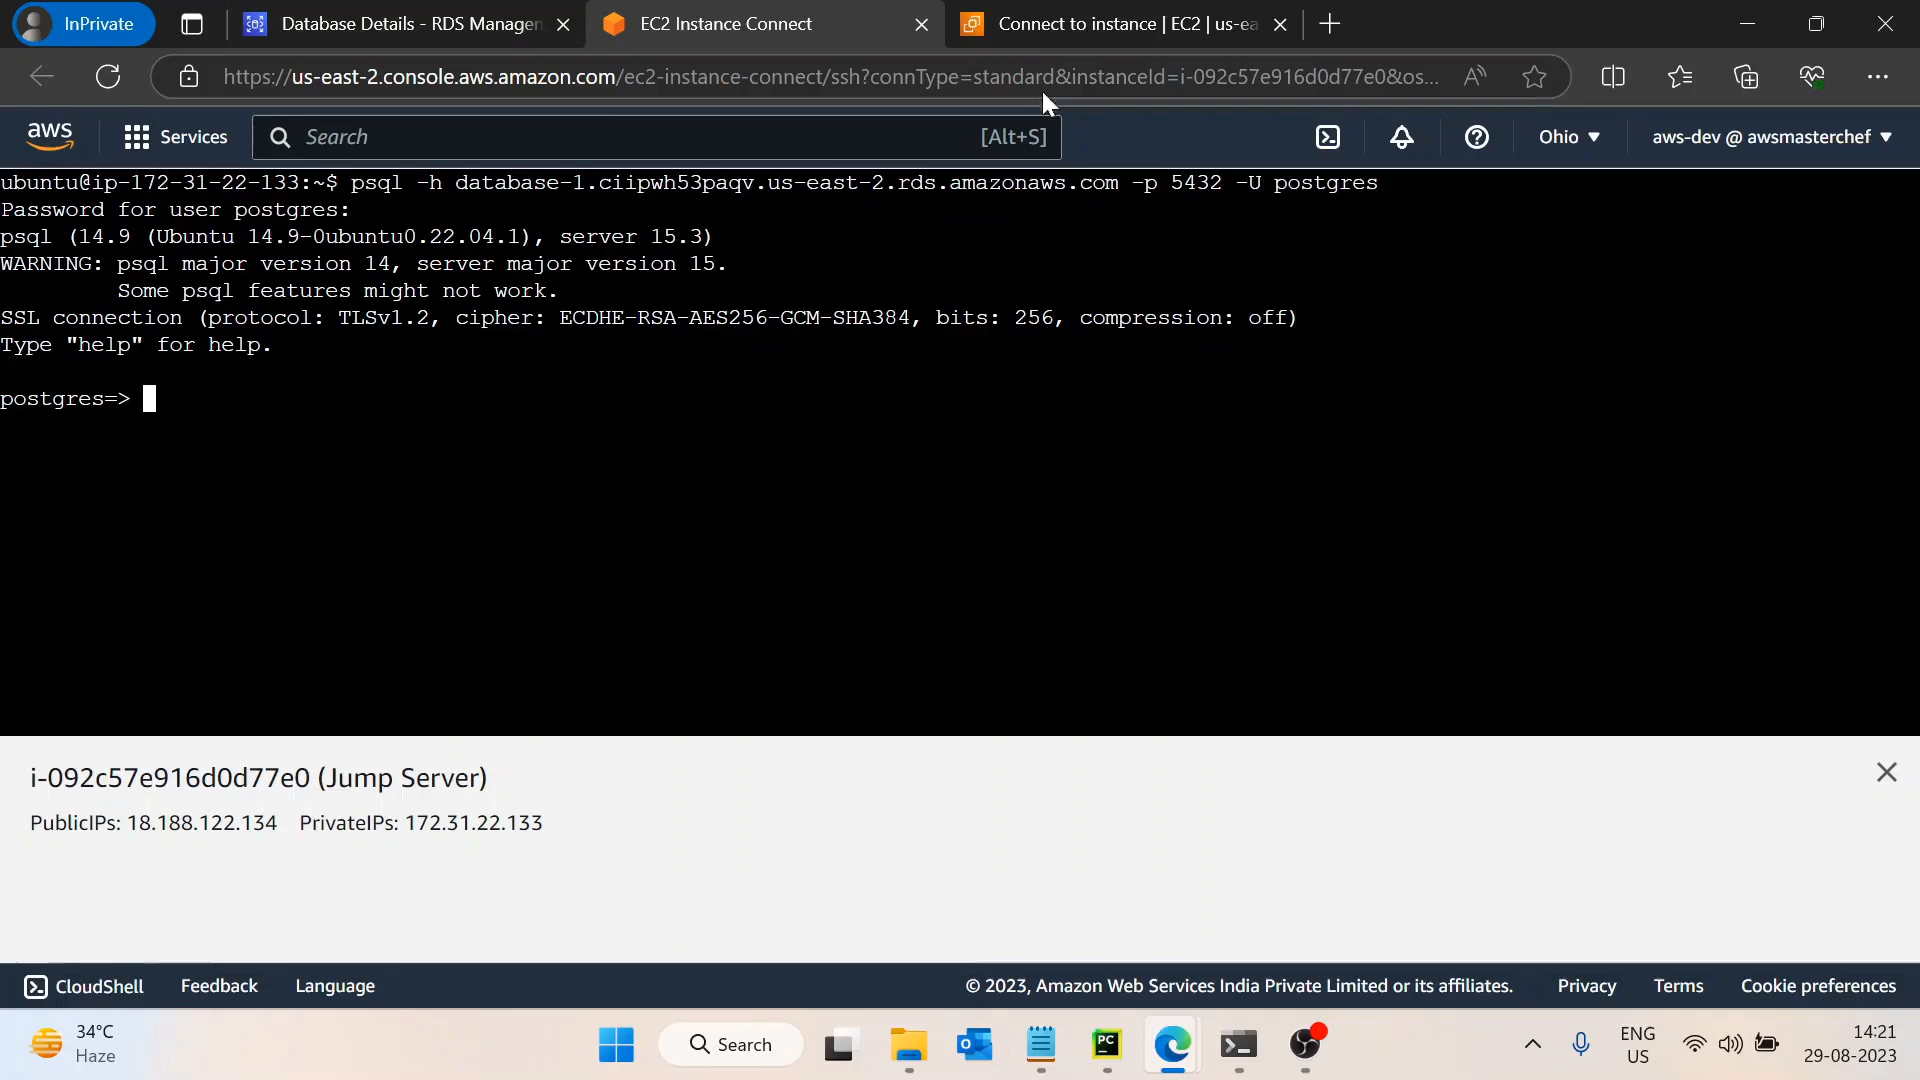 InPrivate
Database Details - RDS Managen
EC2 Instance Connect
Connect to instance | EC2 | us-ea
https://us-east-2.console.aws.amazon.com/ec2-instance-connect/ssh?connType=standard&instanceId=i-092c57e916d0d77e0&os...
aws
Services
Search
[Alt+S]
Ohio
aws-dev @ awsmasterchef
ubuntu@ip-172-31-22-133:~$ psql -h database-1.ciipwh53paqv.us-east-2.rds.amazonaws.com -p 5432 -U postgres
Password for user postgres:
psql (14.9 (Ubuntu 14.9-0ubuntu0.22.04.1), server 15.3)
WARNING: psql major version 14, server major version 15.
Some psql features might not work.
SSL connection (protocol: TLSv1.2, cipher: ECDHE-RSA-AES256-GCM-SHA384, bits: 256, compression: off)
Type "help" for help.
postgres=>
i-092c57e916d0d77e0 (Jump Server)
PublicIPs: 18.188.122.134 PrivateIPs: 172.31.22.133
CloudShell
Feedback
Language
© 2023, Amazon Web Services India Private Limited or its affiliates.
Privacy
Terms
Cookie preferences
34°C
Haze
Search
PC
ENG
US
14:21
29-08-2023